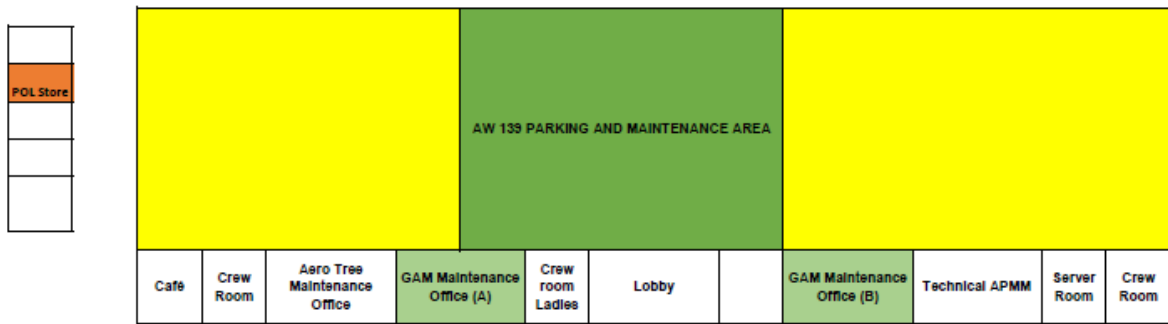 POL Store
AW 139 PARKING AND MAINTENANCE AREA
Café
Crew
Room
Aero Tree
Maintenance
Office
GAM Maintenance
Office (A)
Crew
room
Ladies
Lobby
GAM Maintenance
Office (B)
Technical APMM
Server
Room
Crew
Room